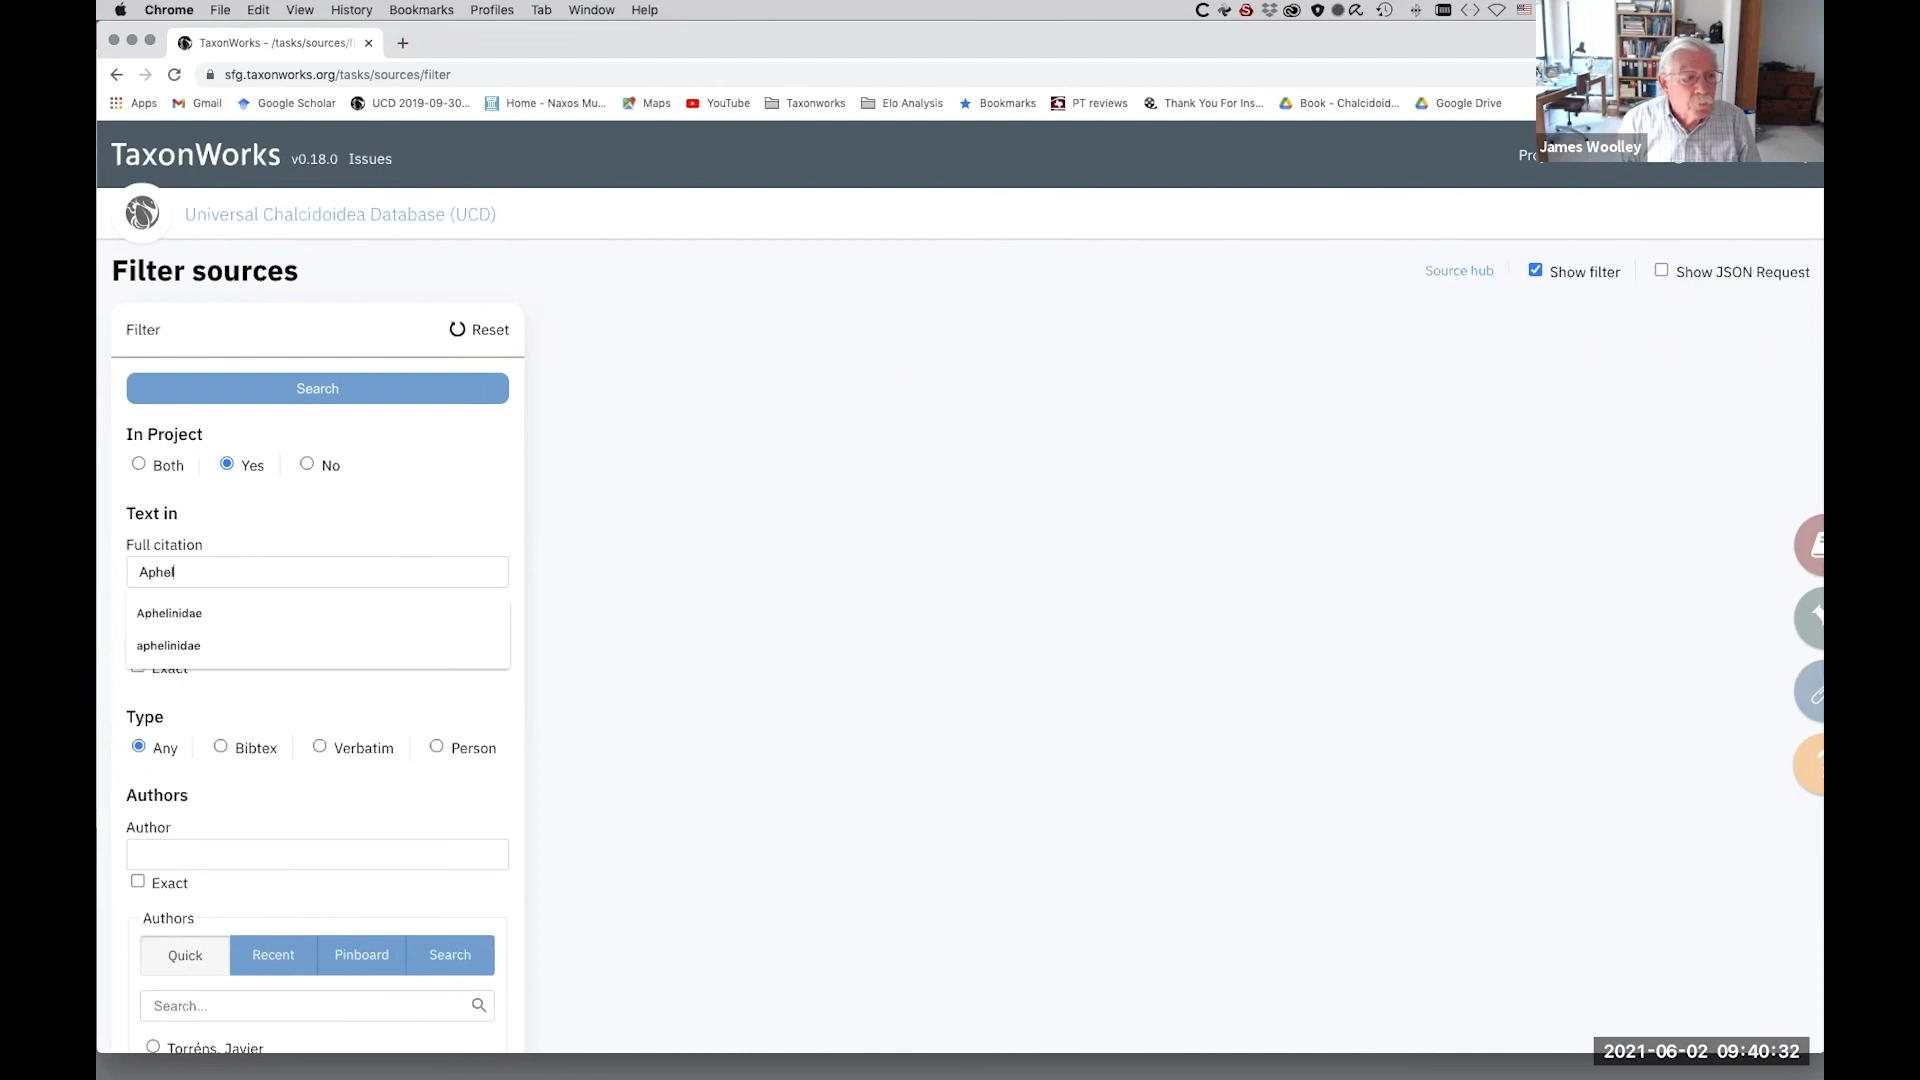 Chrome File Edit View History Bookmarks Profiles Tab Window Help
TaxonWorks - /tasks/sources/f
sfg.taxonworks.org/tasks/sources/filter
Apps Gmail Google Scholar UCD 2019-09-30... Home - Naxos Mu... Maps YouTube Taxonworks Elo Analysis Bookmarks PT reviews Thank You For Ins... Book - Chalcidoid... Google Drive
James Woolley
TaxonWorks v0.18.0 Issues
Universal Chalcidoidea Database (UCD)
Filter sources
Source hub Show filter Show JSON Request
Filter Reset
Search
In Project
Both Yes No
Text in
Full citation
Aphel
Aphelinidae
aphelinidae
Exact
Type
Any Bibtex Verbatim Person
Authors
Author
Exact
Authors
Quick Recent Pinboard Search
Search...
Torréns, Javier
2021-06-02 09:40:32